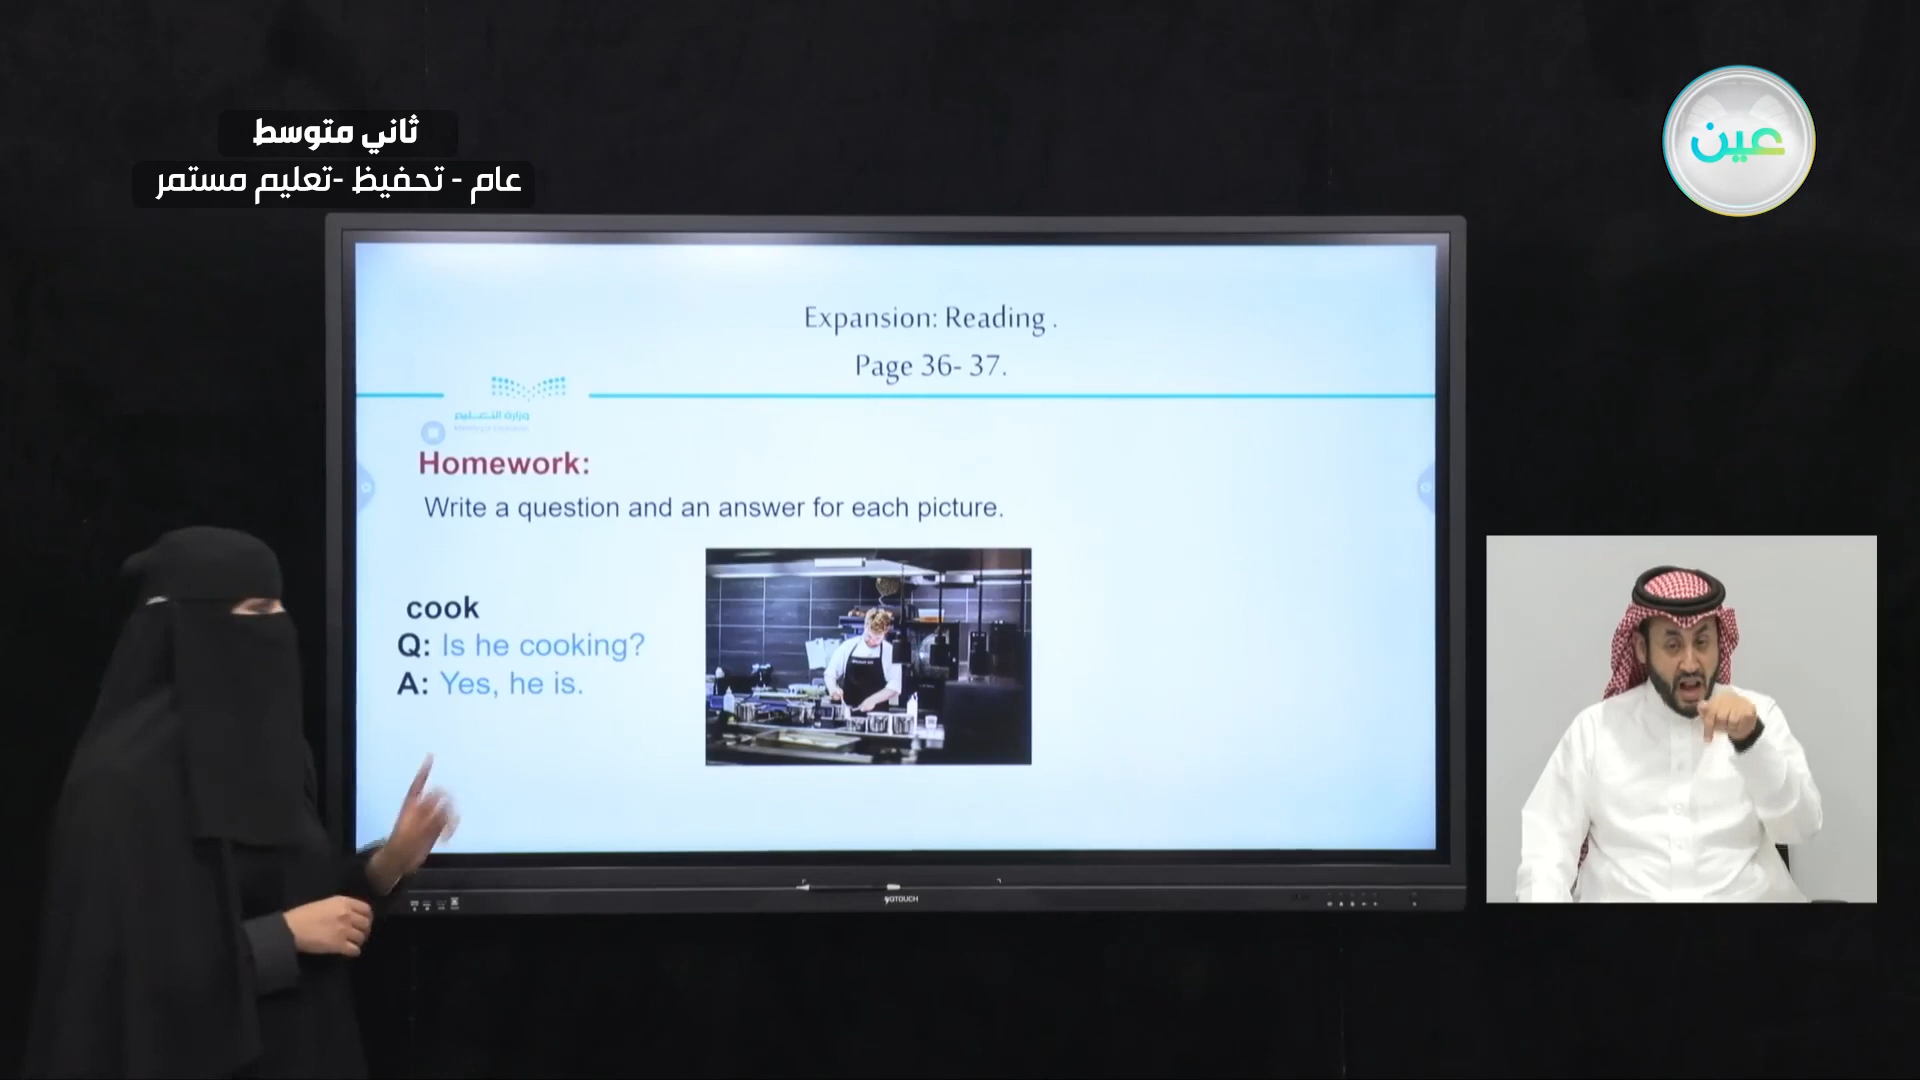 ثاني متوسط
عام - تحفيظ -تعليم مستمر
عين
Expansion: Reading .
Page 36- 37.
وزارة التعليم
Homework:
Write a question and an answer for each picture.
cook
Q: Is he cooking?
A: Yes, he is.